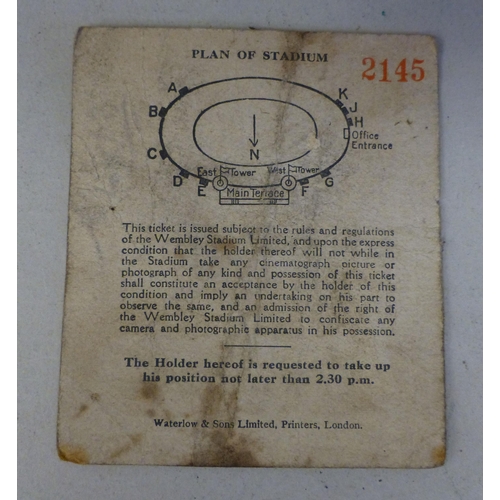 PLAN OF STADIUM
2145
A
K
B
J
H
Office
Entrance
C
N
East Tower
West Tower
D
E
Main Terrace
F
G
This ticket is issued subject to the rules and regulations
of the Wembley Stadium Limited, and upon the express
condition that the holder thereof will not while in
the Stadium take any cinematograph picture or
photograph of any kind and possession of this ticket
shall constitute an acceptance by the holder of this
condition and imply an undertaking on his part to
observe the same, and an admission of the right of
the Wembley Stadium Limited to confiscate any
camera and photographic apparatus in his possession.
The Holder hereof is requested to take up
his position not later than 2.30 p.m.
Waterlow & Sons Limited, Printers, London.